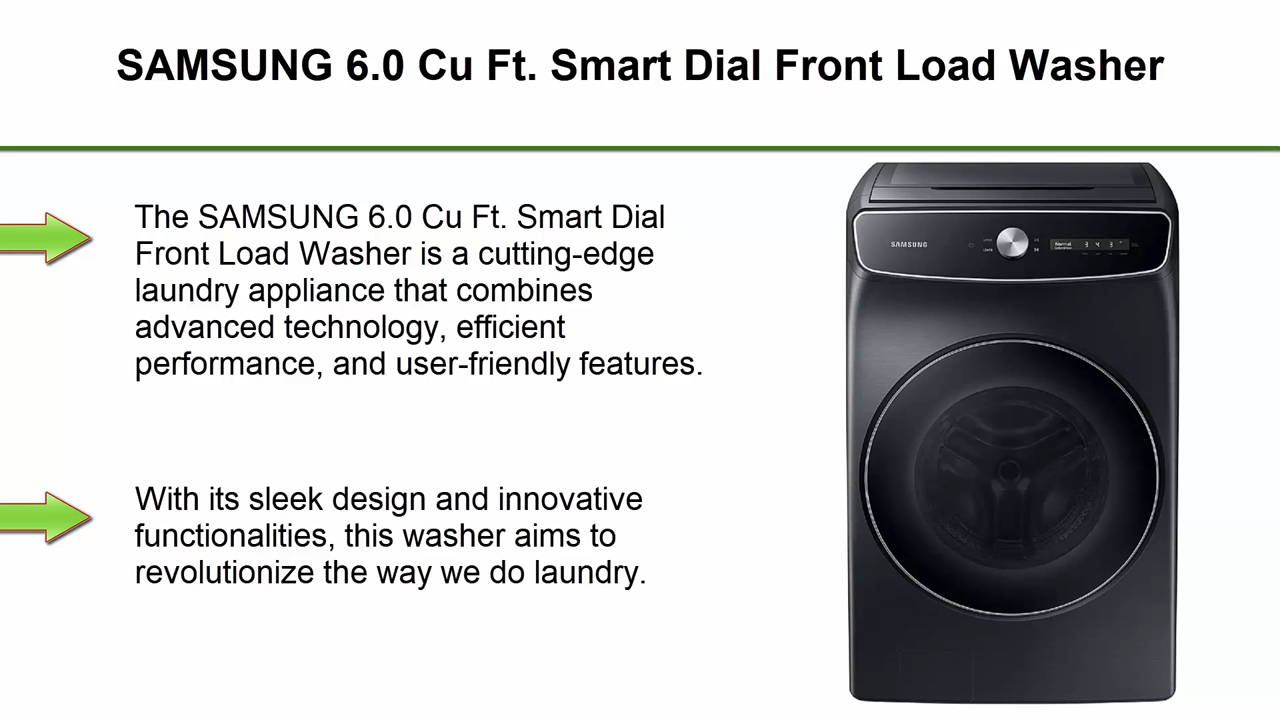 SAMSUNG 6.0 Cu Ft. Smart Dial Front Load Washer
The SAMSUNG 6.0 Cu Ft. Smart Dial
Front Load Washer is a cutting-edge
laundry appliance that combines
advanced technology, efficient
performance, and user-friendly features.
With its sleek design and innovative
functionalities, this washer aims to
revolutionize the way we do laundry.
SAMSUNG
Normal